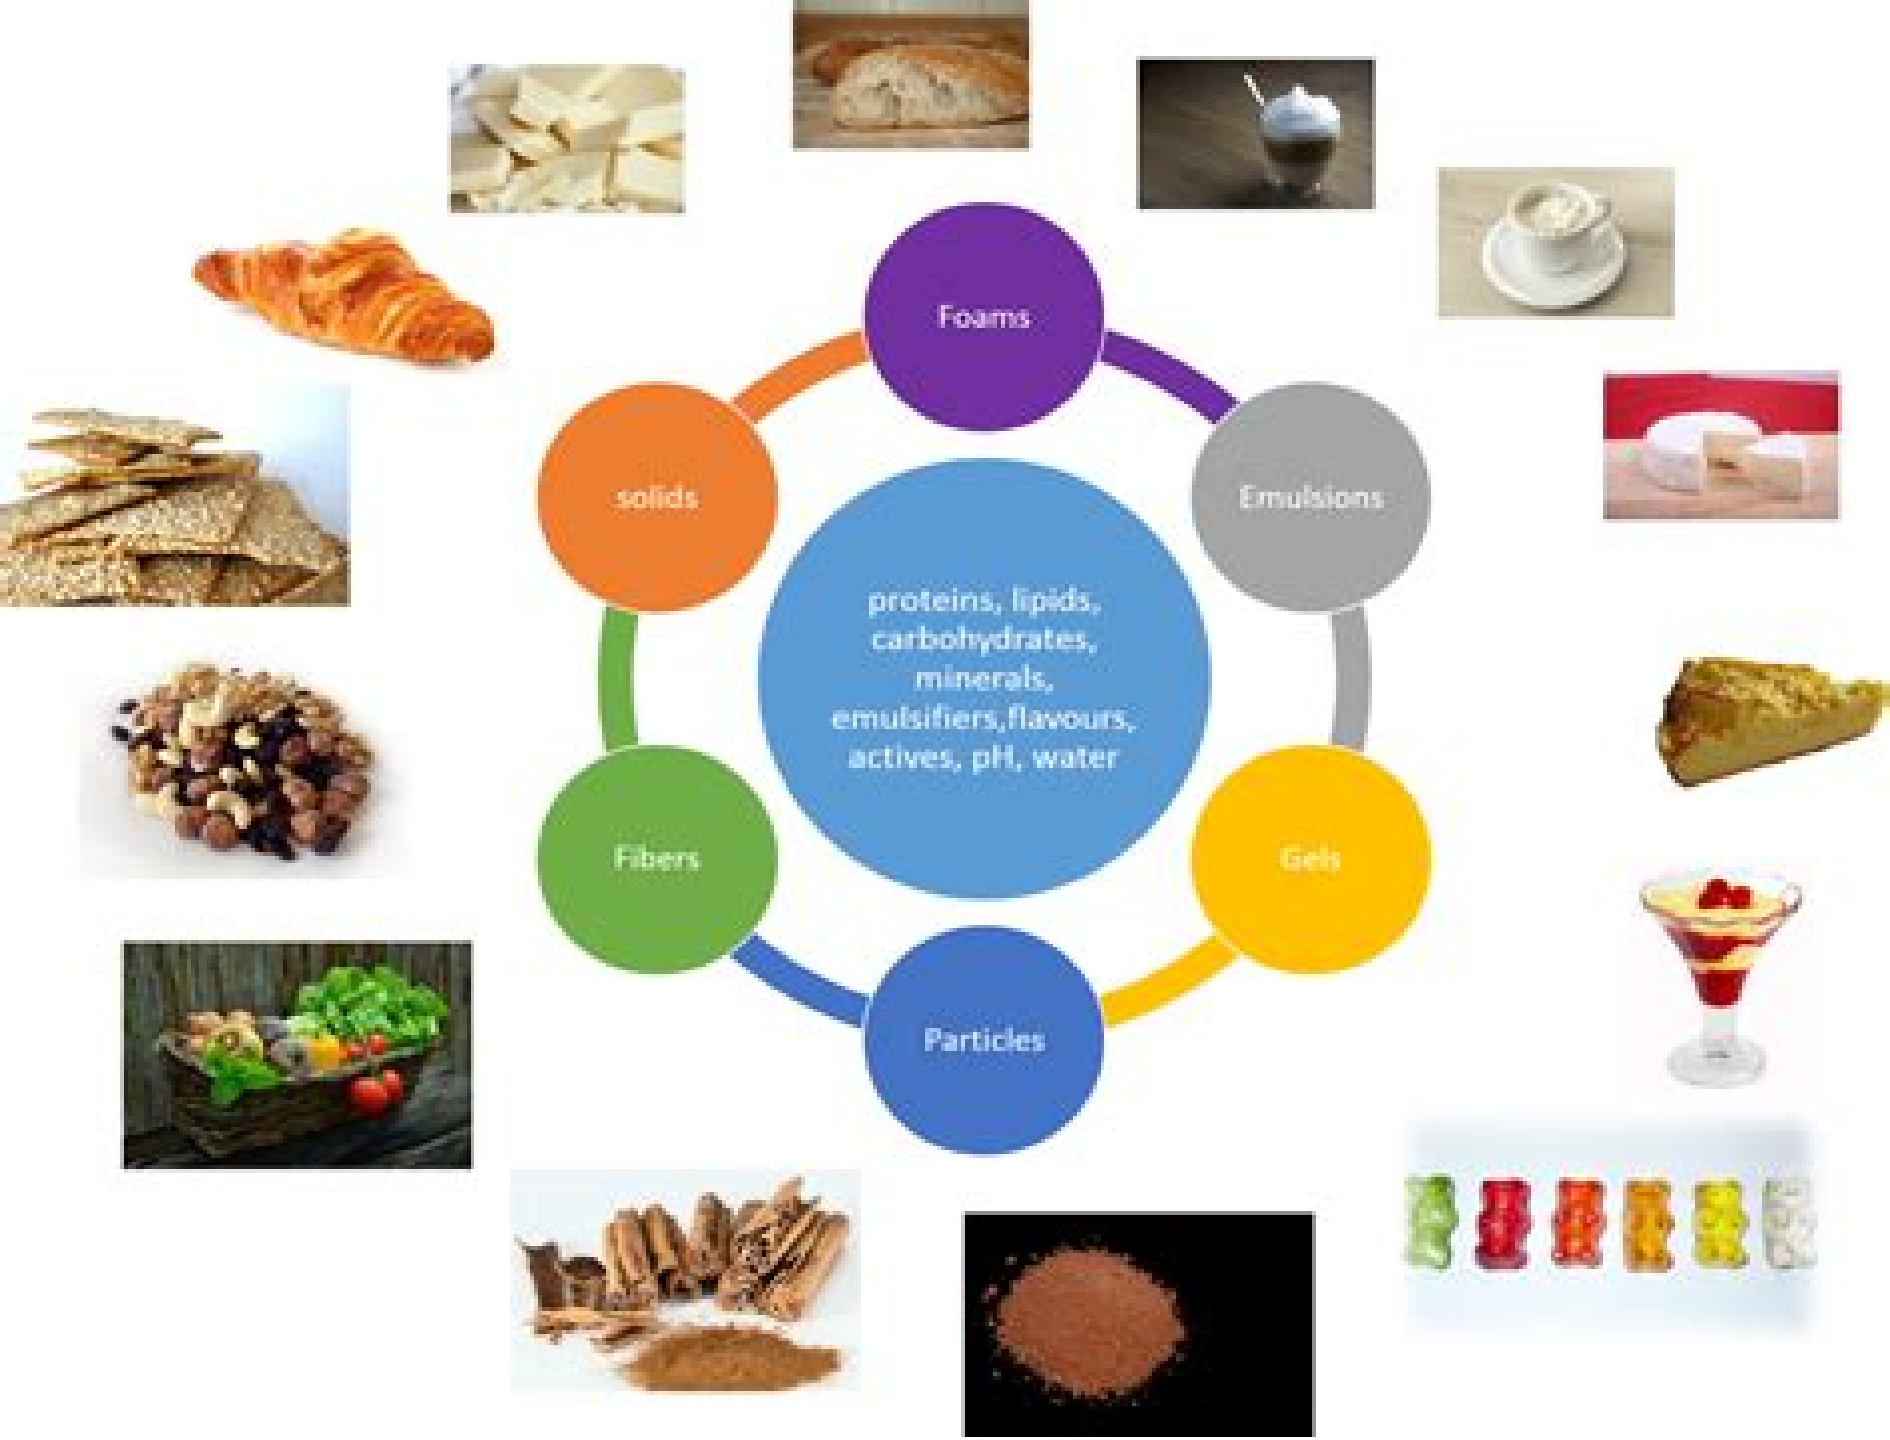 Foams
solids
Emulsions
proteins, lipids,
carbohydrates,
minerals,
emulsifiers,flavours,
actives, pH, water
Fibers
Gels
Particles